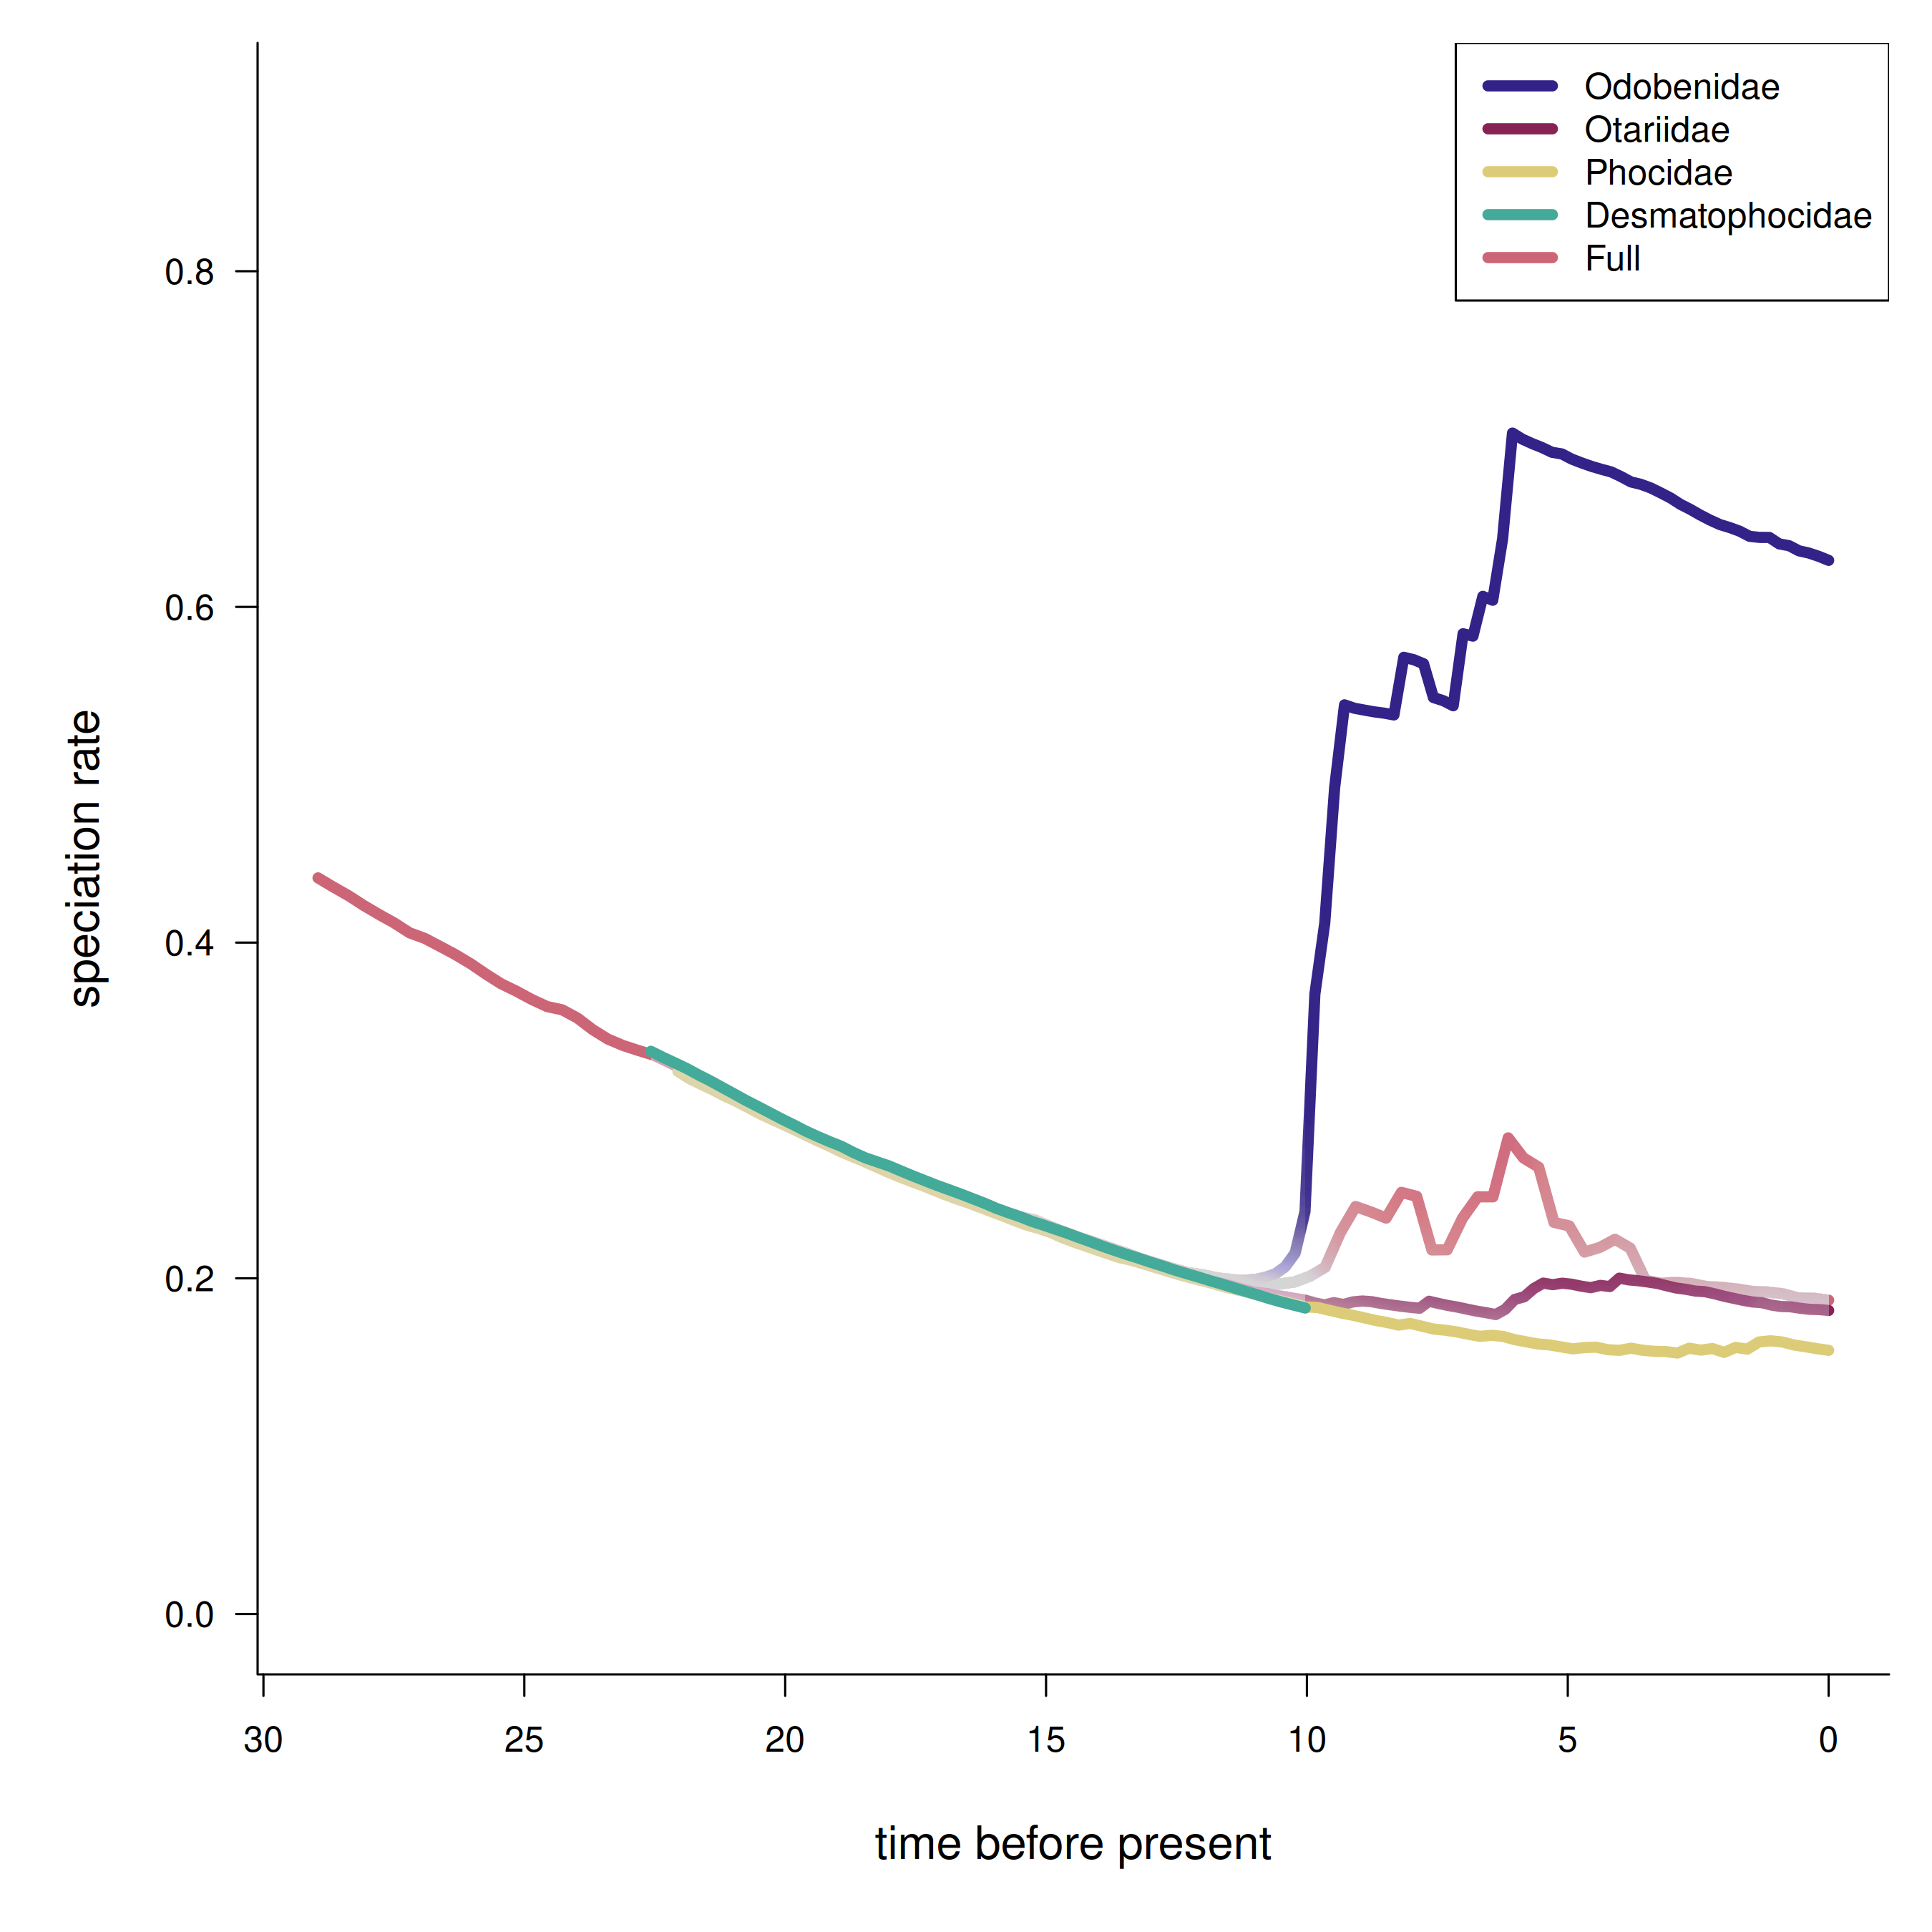 Odobenidae
Otariidae
Phocidae
Desmatophocidae
Full
0.8
0.6
0.4
0.2
0.0
speciation rate
30 25 20 15 10 5 0
time before present